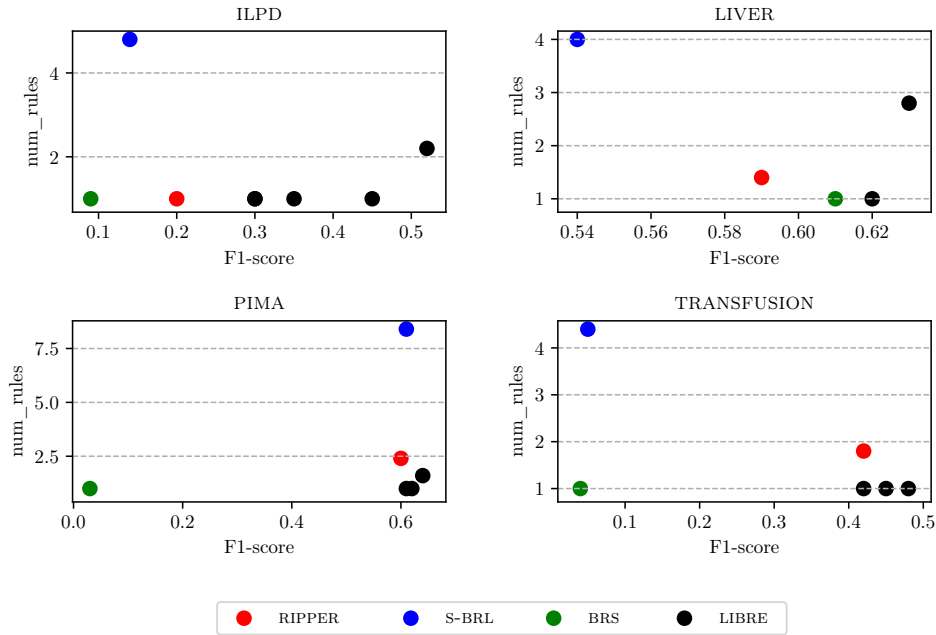 ILPD
num_rules
4
2
0.1 0.2 0.3 0.4 0.5
F1-score
LIVER
num_rules
4
3
2
1
0.54 0.56 0.58 0.60 0.62
F1-score
PIMA
num_rules
7.5
5.0
2.5
0.0 0.2 0.4 0.6
F1-score
TRANSFUSION
num_rules
4
3
2
1
0.1 0.2 0.3 0.4 0.5
F1-score
RIPPER S-BRL BRS LIBRE